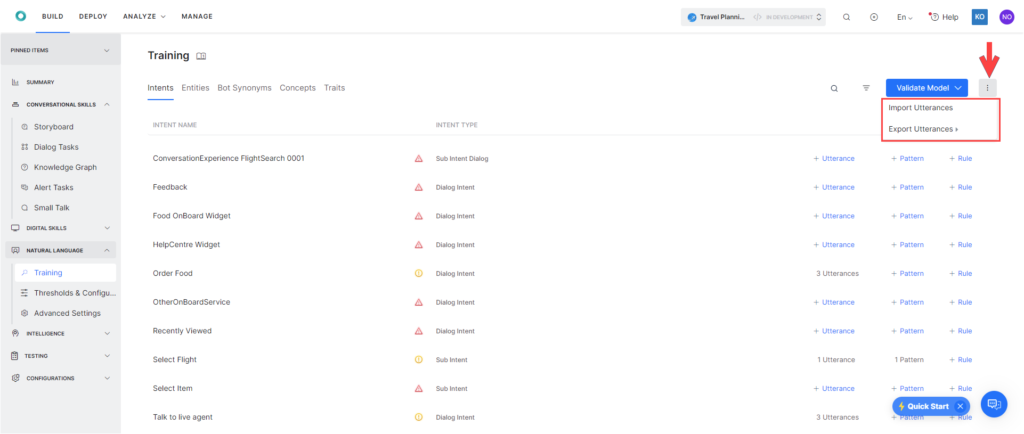 BUILD DEPLOY ANALYZE MANAGE Travel Planni... IN DEVELOPMENT En Help KO NO
PINNED ITEMS
SUMMARY
CONVERSATIONAL SKILLS
Storyboard
Dialog Tasks
Knowledge Graph
Alert Tasks
Small Talk
DIGITAL SKILLS
NATURAL LANGUAGE
Training
Thresholds & Configu...
Advanced Settings
INTELLIGENCE
TESTING
CONFIGURATIONS
Training
Intents Entities Bot Synonyms Concepts Traits Validate Model
Import Utterances
Export Utterances
INTENT NAME INTENT TYPE
ConversationExperience FlightSearch 0001 Sub Intent Dialog + Utterance + Pattern + Rule
Feedback Dialog Intent + Utterance + Pattern + Rule
Food OnBoard Widget Dialog Intent + Utterance + Pattern + Rule
HelpCentre Widget Dialog Intent + Utterance + Pattern + Rule
Order Food Dialog Intent 3 Utterances + Pattern + Rule
OtherOnBoardService Dialog Intent + Utterance + Pattern + Rule
Recently Viewed Dialog Intent + Utterance + Pattern + Rule
Select Flight Sub Intent 1 Utterance 1 Pattern + Rule
Select Item Sub Intent + Utterance + Pattern + Rule
Talk to live agent Dialog Intent 3 Utterances + Pattern + Rule
Quick Start